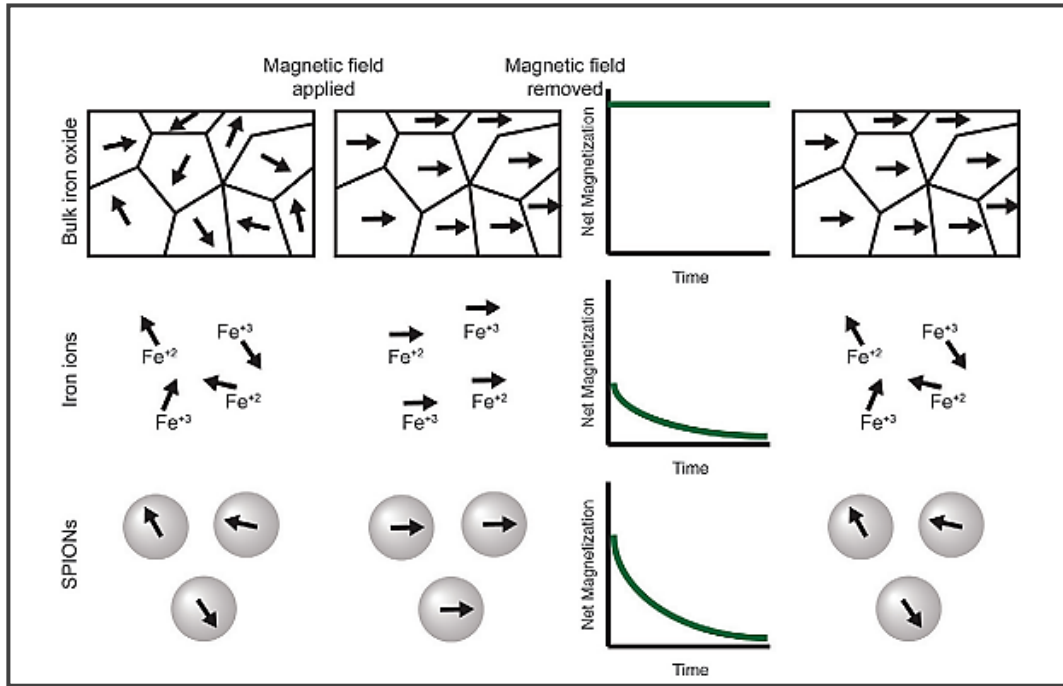 Magnetic field
applied
Magnetic field
removed
Bulk iron oxide
Net Magnetization
Time
Iron ions
Fe+2
Fe+3
Fe+3
Fe+2
Fe+2
Fe+3
Fe+3
Fe+2
Net Magnetization
Time
Fe+2
Fe+3
Fe+3
Fe+2
SPIONs
Net Magnetization
Time